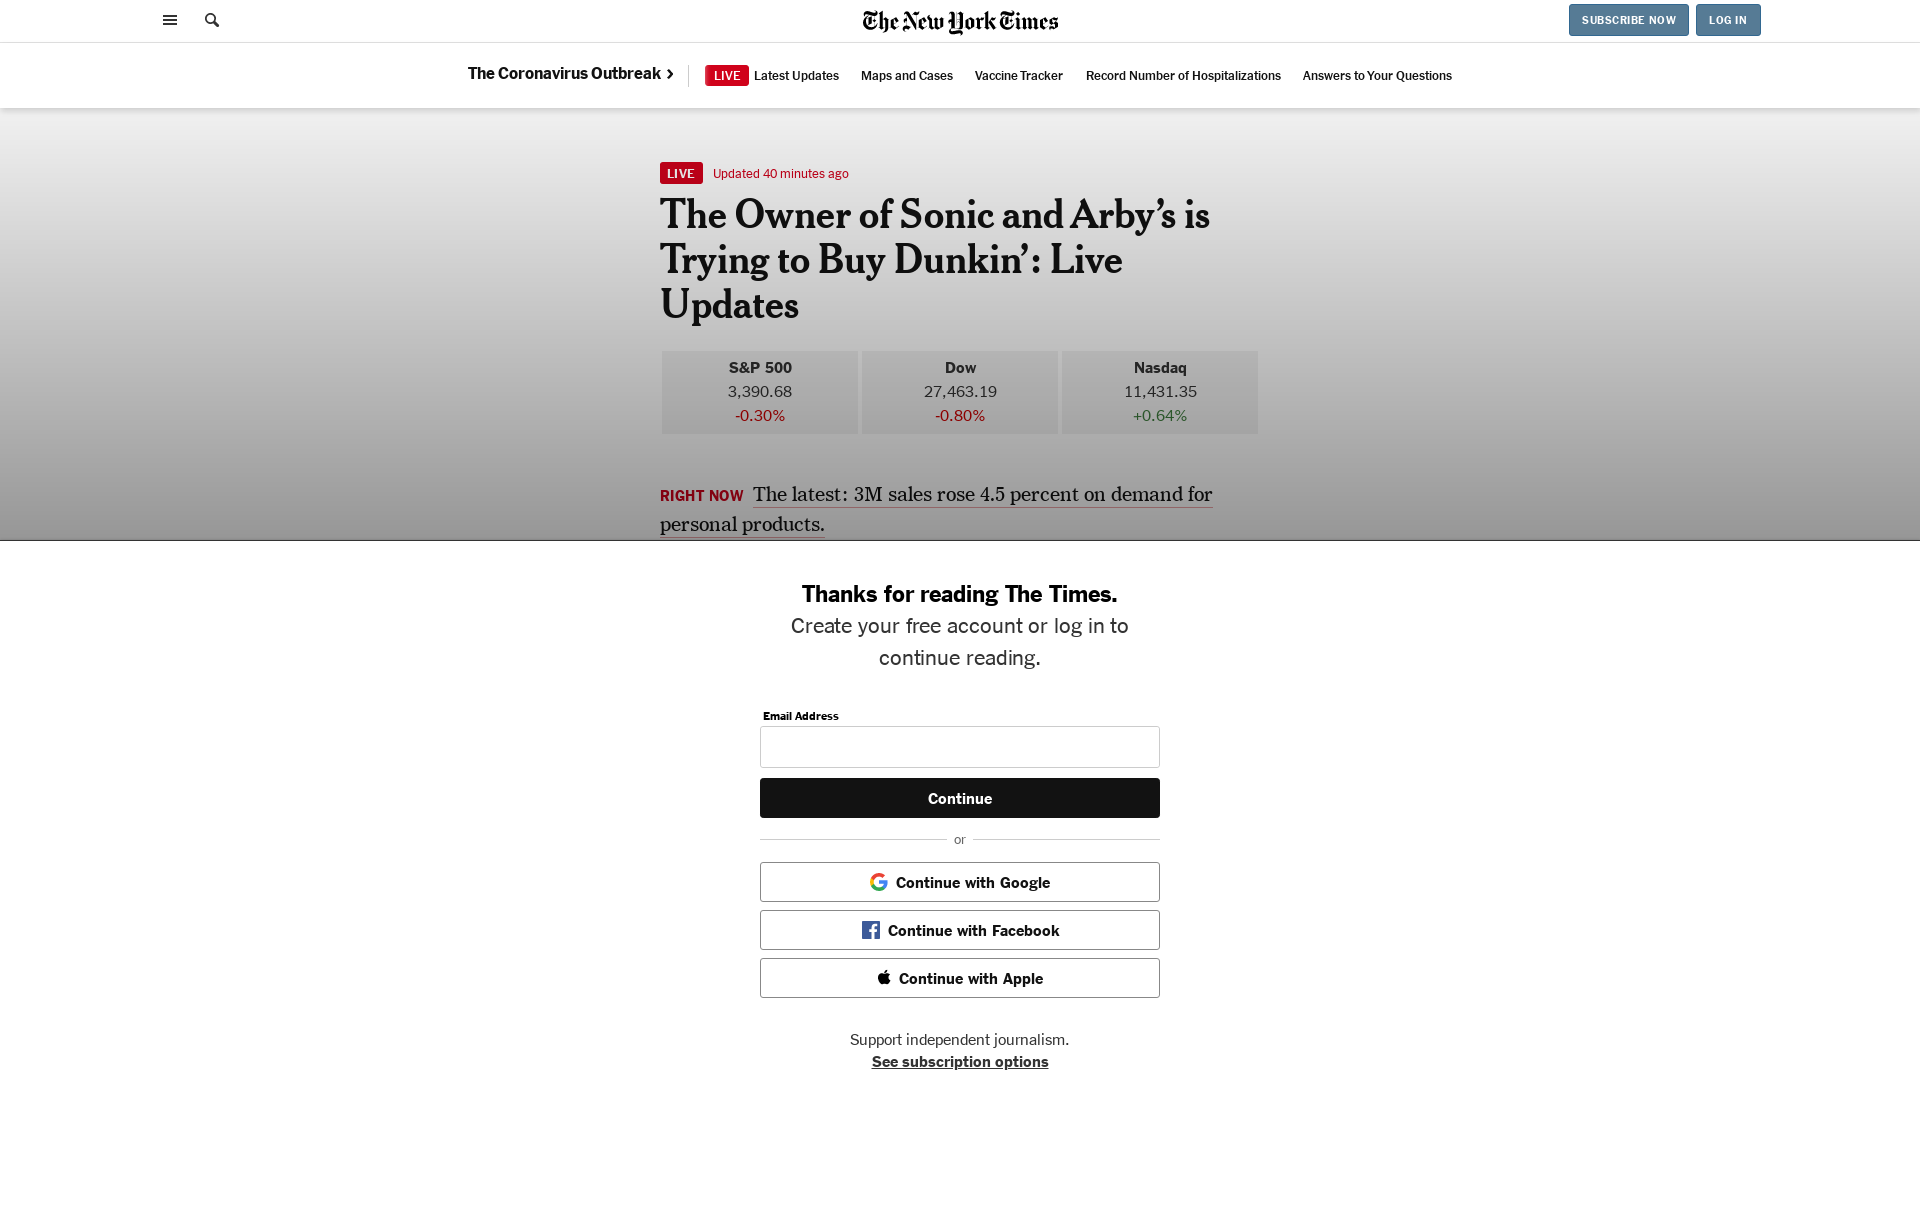 The New York Times
SUBSCRIBE NOW
LOG IN
The Coronavirus Outbreak
LIVE Latest Updates
Maps and Cases
Vaccine Tracker
Record Number of Hospitalizations
Answers to Your Questions
LIVE Updated 40 minutes ago
The Owner of Sonic and Arby’s is
Trying to Buy Dunkin’: Live
Updates
S&P 500
3,390.68
-0.30%
Dow
27,463.19
-0.80%
Nasdaq
11,431.35
+0.64%
RIGHT NOW The latest: 3M sales rose 4.5 percent on demand for
personal products.
Thanks for reading The Times.
Create your free account or log in to
continue reading.
Email Address
Continue
or
Continue with Google
Continue with Facebook
Continue with Apple
Support independent journalism.
See subscription options